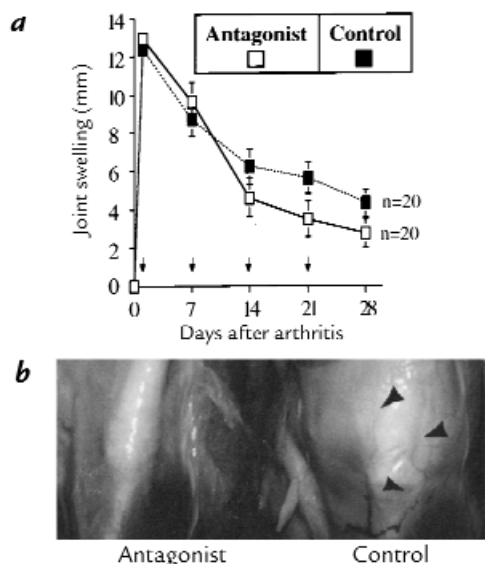 a
Antagonist Control
Joint swelling (mm)
14
12
10
8
6
4
2
0
n=20
n=20
0 7 14 21 28
Days after arthritis
b
Antagonist Control